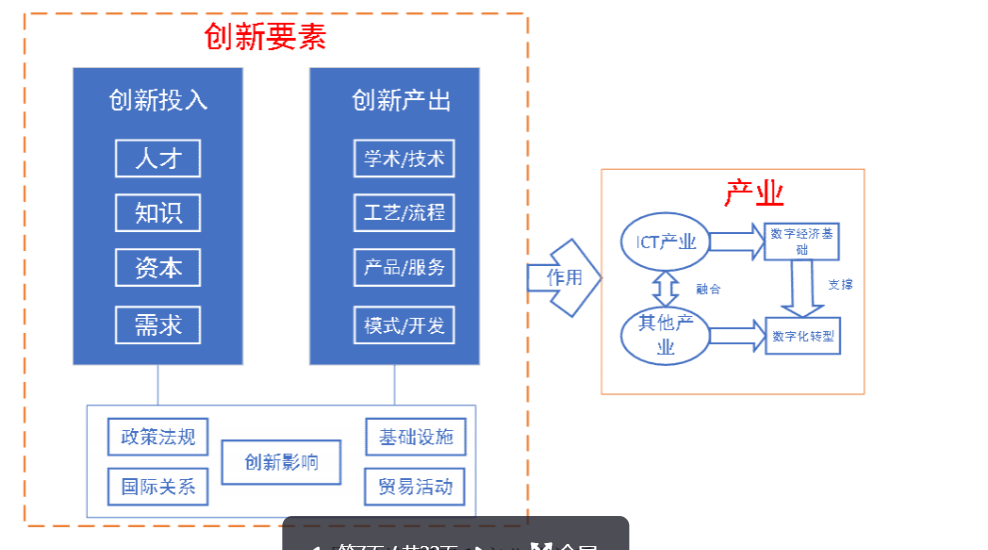 创新要素
创新投入
人才
知识
资本
需求
创新产出
学术/技术
工艺/流程
产品/服务
模式/开发
政策法规
国际关系
创新影响
基础设施
贸易活动
作用
产业
ICT产业
数字经济基
础
融合
支撑
其他产
业
数字化转型